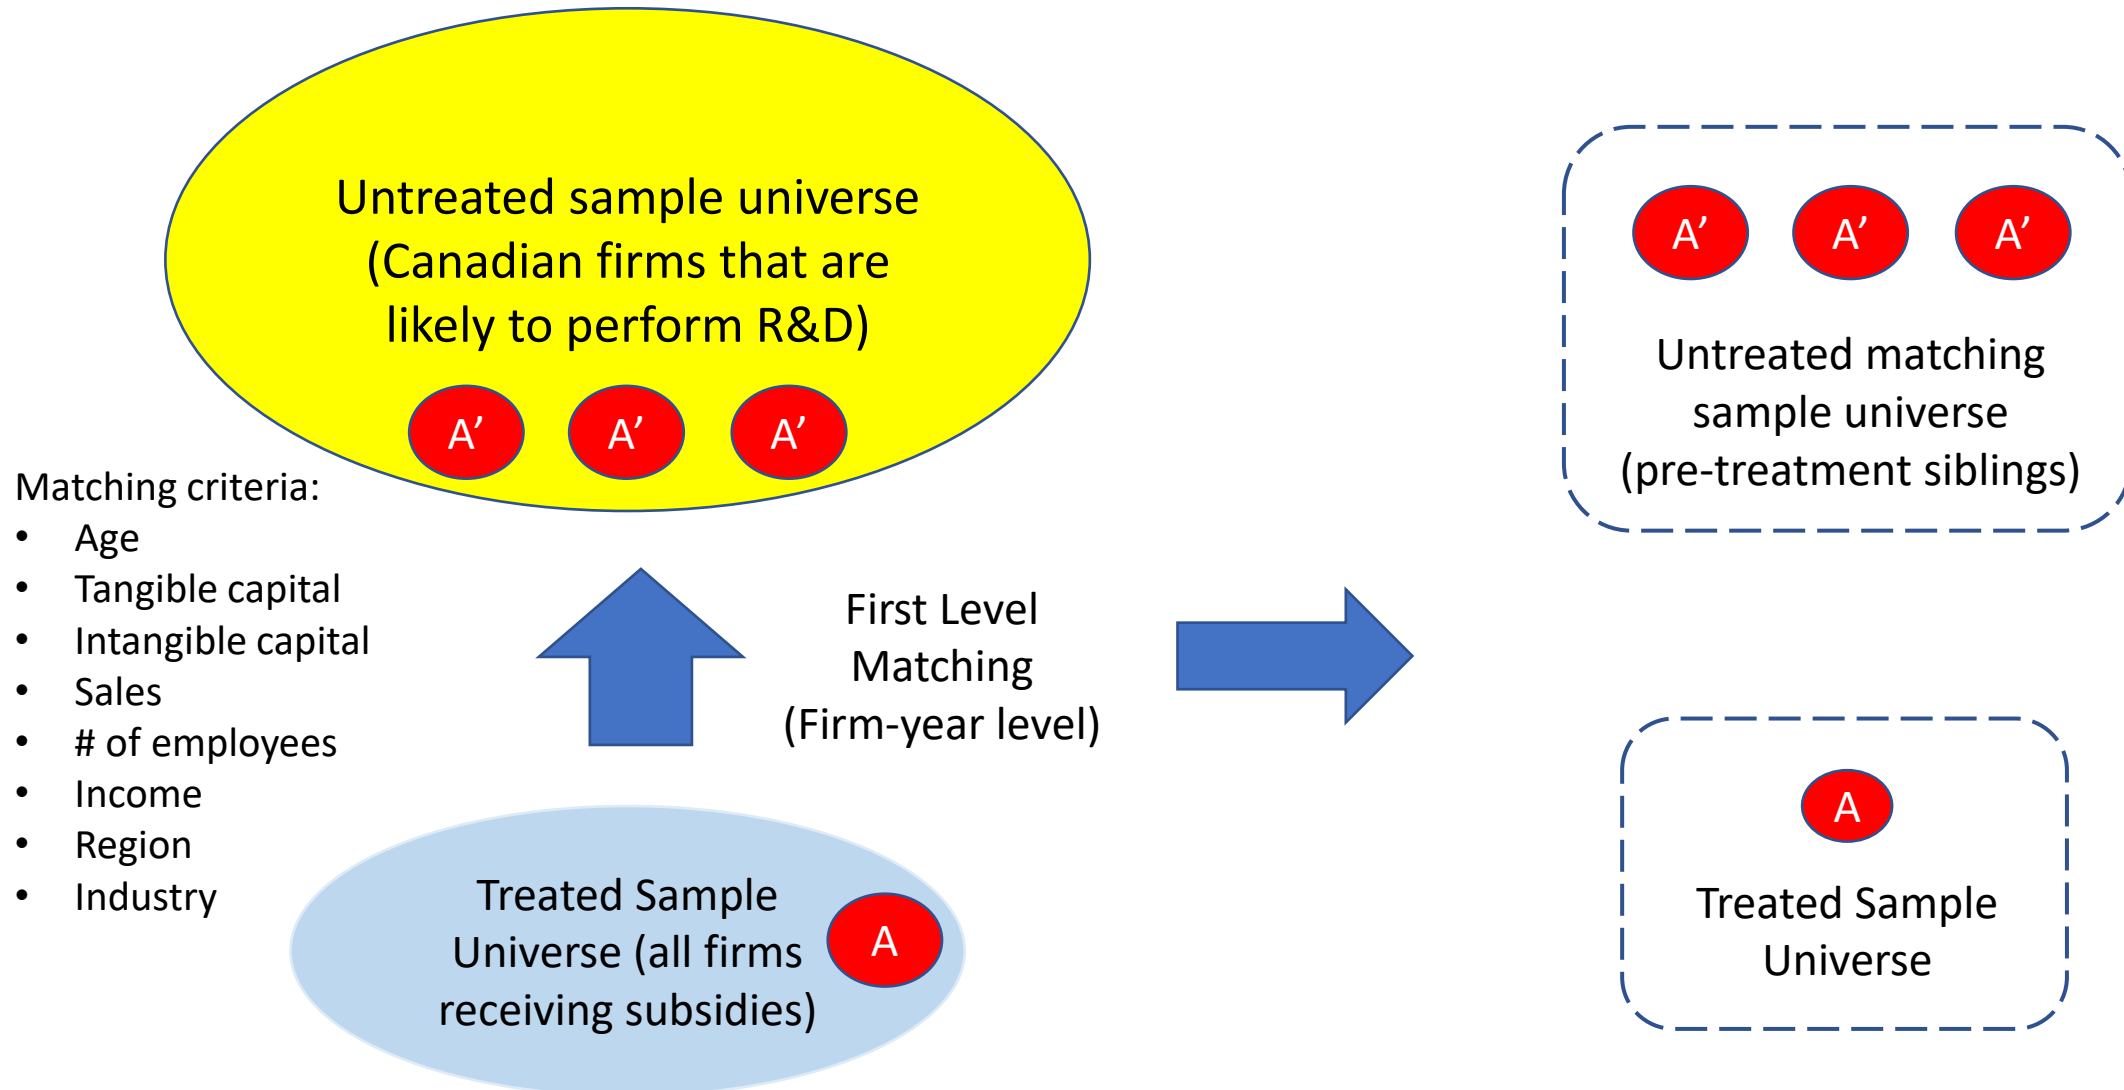 Untreated sample universe
(Canadian firms that are
likely to perform R&D)
A’ A’ A’
Matching criteria:
• Age
• Tangible capital
• Intangible capital
• Sales
• # of employees
• Income
• Region
• Industry
First Level
Matching
(Firm-year level)
Treated Sample
Universe (all firms
receiving subsidies)
A
A’ A’ A’
Untreated matching
sample universe
(pre-treatment siblings)
A
Treated Sample
Universe